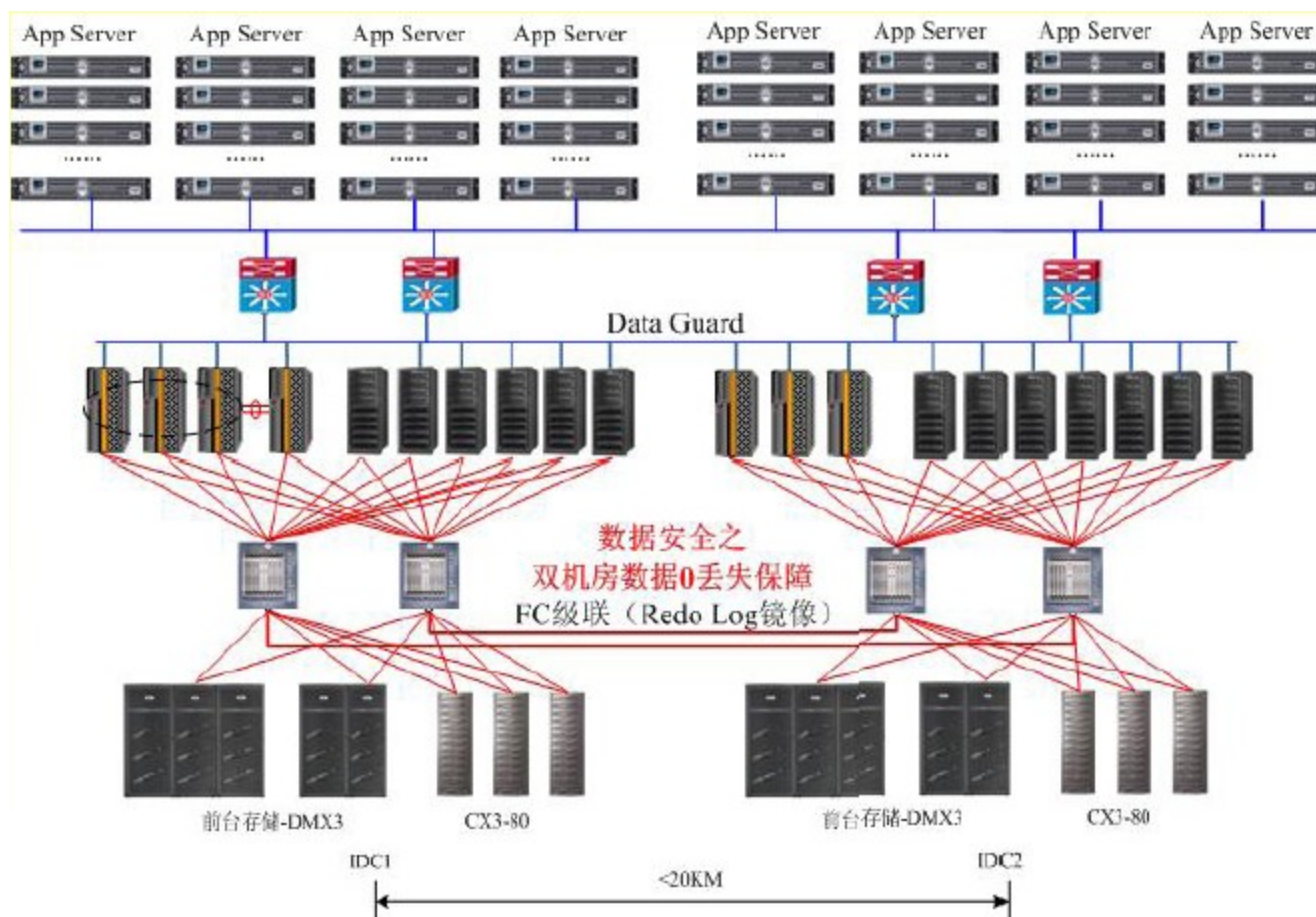 App Server App Server App Server App Server App Server App Server App Server App Server
Data Guard
数据安全之
双机房数据0丢失保障
FC级联（Redo Log镜像）
前台存储-DMX3 CX3-80 前台存储-DMX3 CX3-80
IDC1 IDC2
<20KM